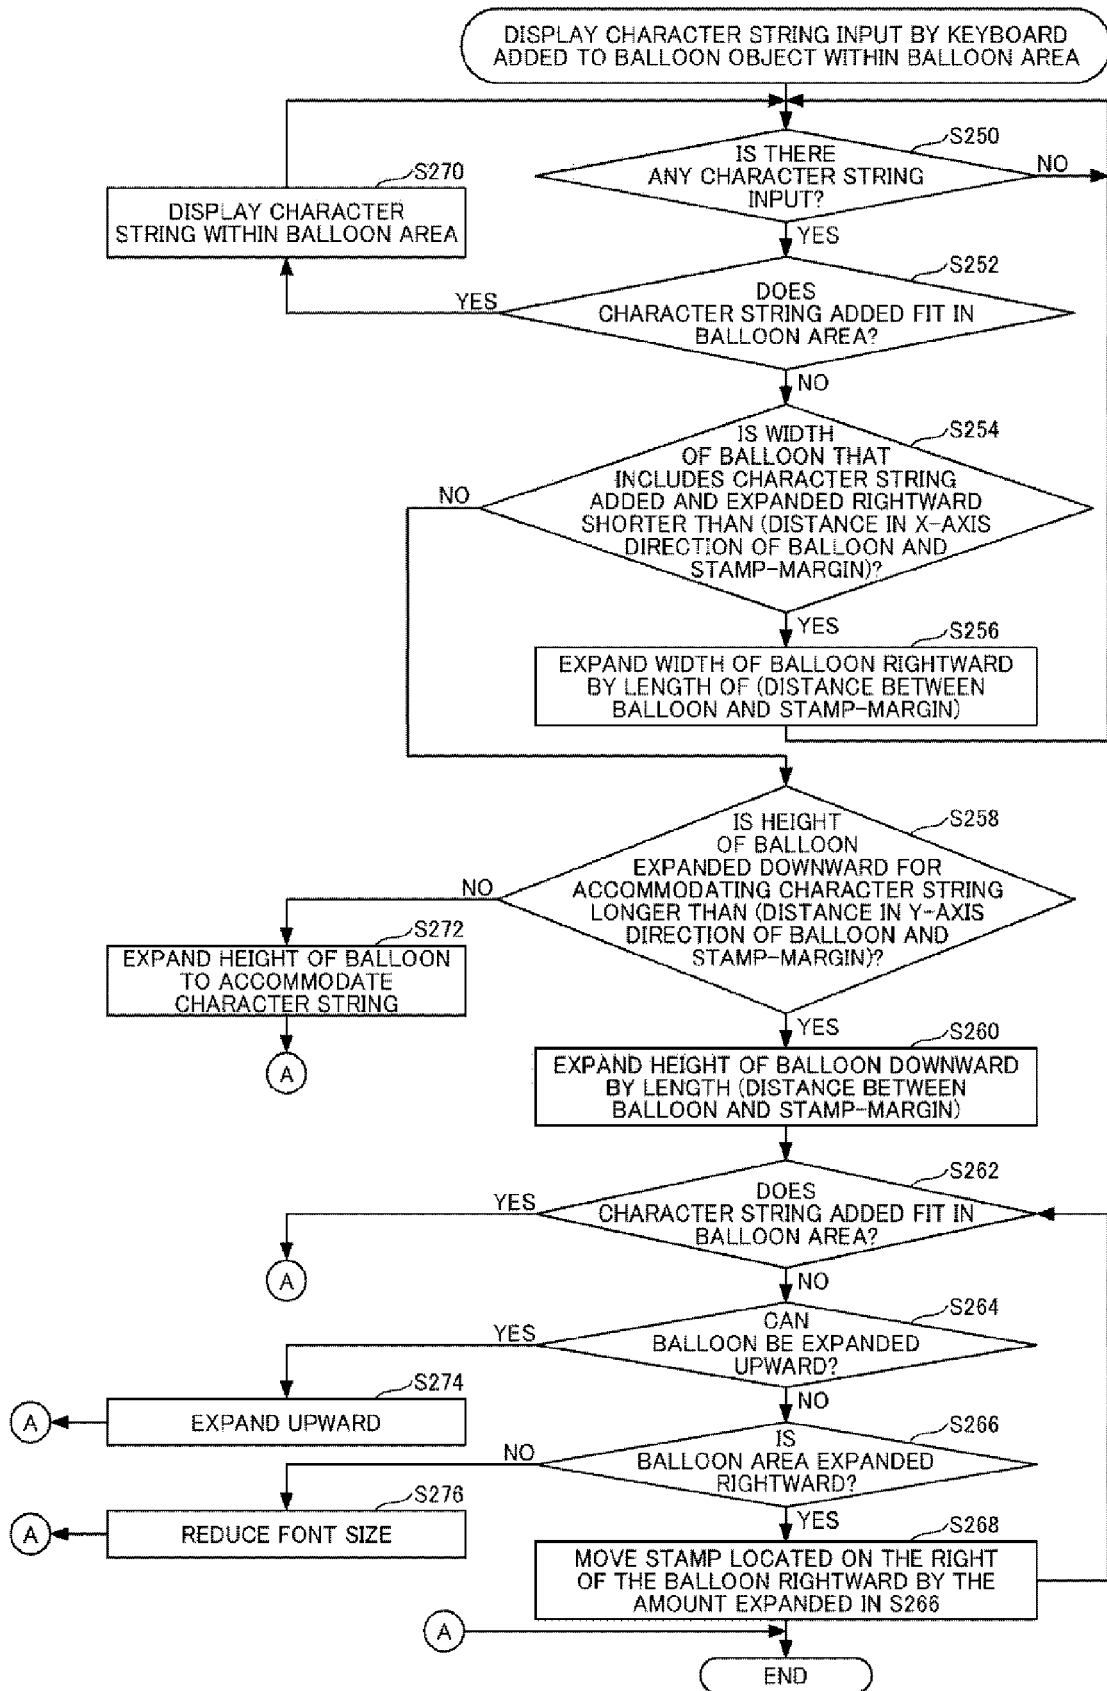 DISPLAY CHARACTER STRING INPUT BY KEYBOARD
ADDED TO BALLOON OBJECT WITHIN BALLOON AREA
S250
IS THERE
ANY CHARACTER STRING
INPUT?
NO
YES
S270
DISPLAY CHARACTER
STRING WITHIN BALLOON AREA
S252
DOES
CHARACTER STRING ADDED FIT IN
BALLOON AREA?
YES
NO
S254
IS WIDTH
OF BALLOON THAT
INCLUDES CHARACTER STRING
ADDED AND EXPANDED RIGHTWARD
SHORTER THAN (DISTANCE IN X-AXIS
DIRECTION OF BALLOON AND
STAMP-MARGIN)?
NO
YES
S256
EXPAND WIDTH OF BALLOON RIGHTWARD
BY LENGTH OF (DISTANCE BETWEEN
BALLOON AND STAMP-MARGIN)
S258
IS HEIGHT
OF BALLOON
EXPANDED DOWNWARD FOR
ACCOMMODATING CHARACTER STRING
LONGER THAN (DISTANCE IN Y-AXIS
DIRECTION OF BALLOON AND
STAMP-MARGIN)?
NO
YES
S272
EXPAND HEIGHT OF BALLOON
TO ACCOMMODATE
CHARACTER STRING
A
S260
EXPAND HEIGHT OF BALLOON DOWNWARD
BY LENGTH (DISTANCE BETWEEN
BALLOON AND STAMP-MARGIN)
S262
DOES
CHARACTER STRING ADDED FIT IN
BALLOON AREA?
YES
A
NO
S264
CAN
BALLOON BE EXPANDED
UPWARD?
YES
NO
S274
EXPAND UPWARD
A
S266
IS
BALLOON AREA EXPANDED
RIGHTWARD?
NO
YES
S276
REDUCE FONT SIZE
A
S268
MOVE STAMP LOCATED ON THE RIGHT
OF THE BALLOON RIGHTWARD BY THE
AMOUNT EXPANDED IN S266
A
END